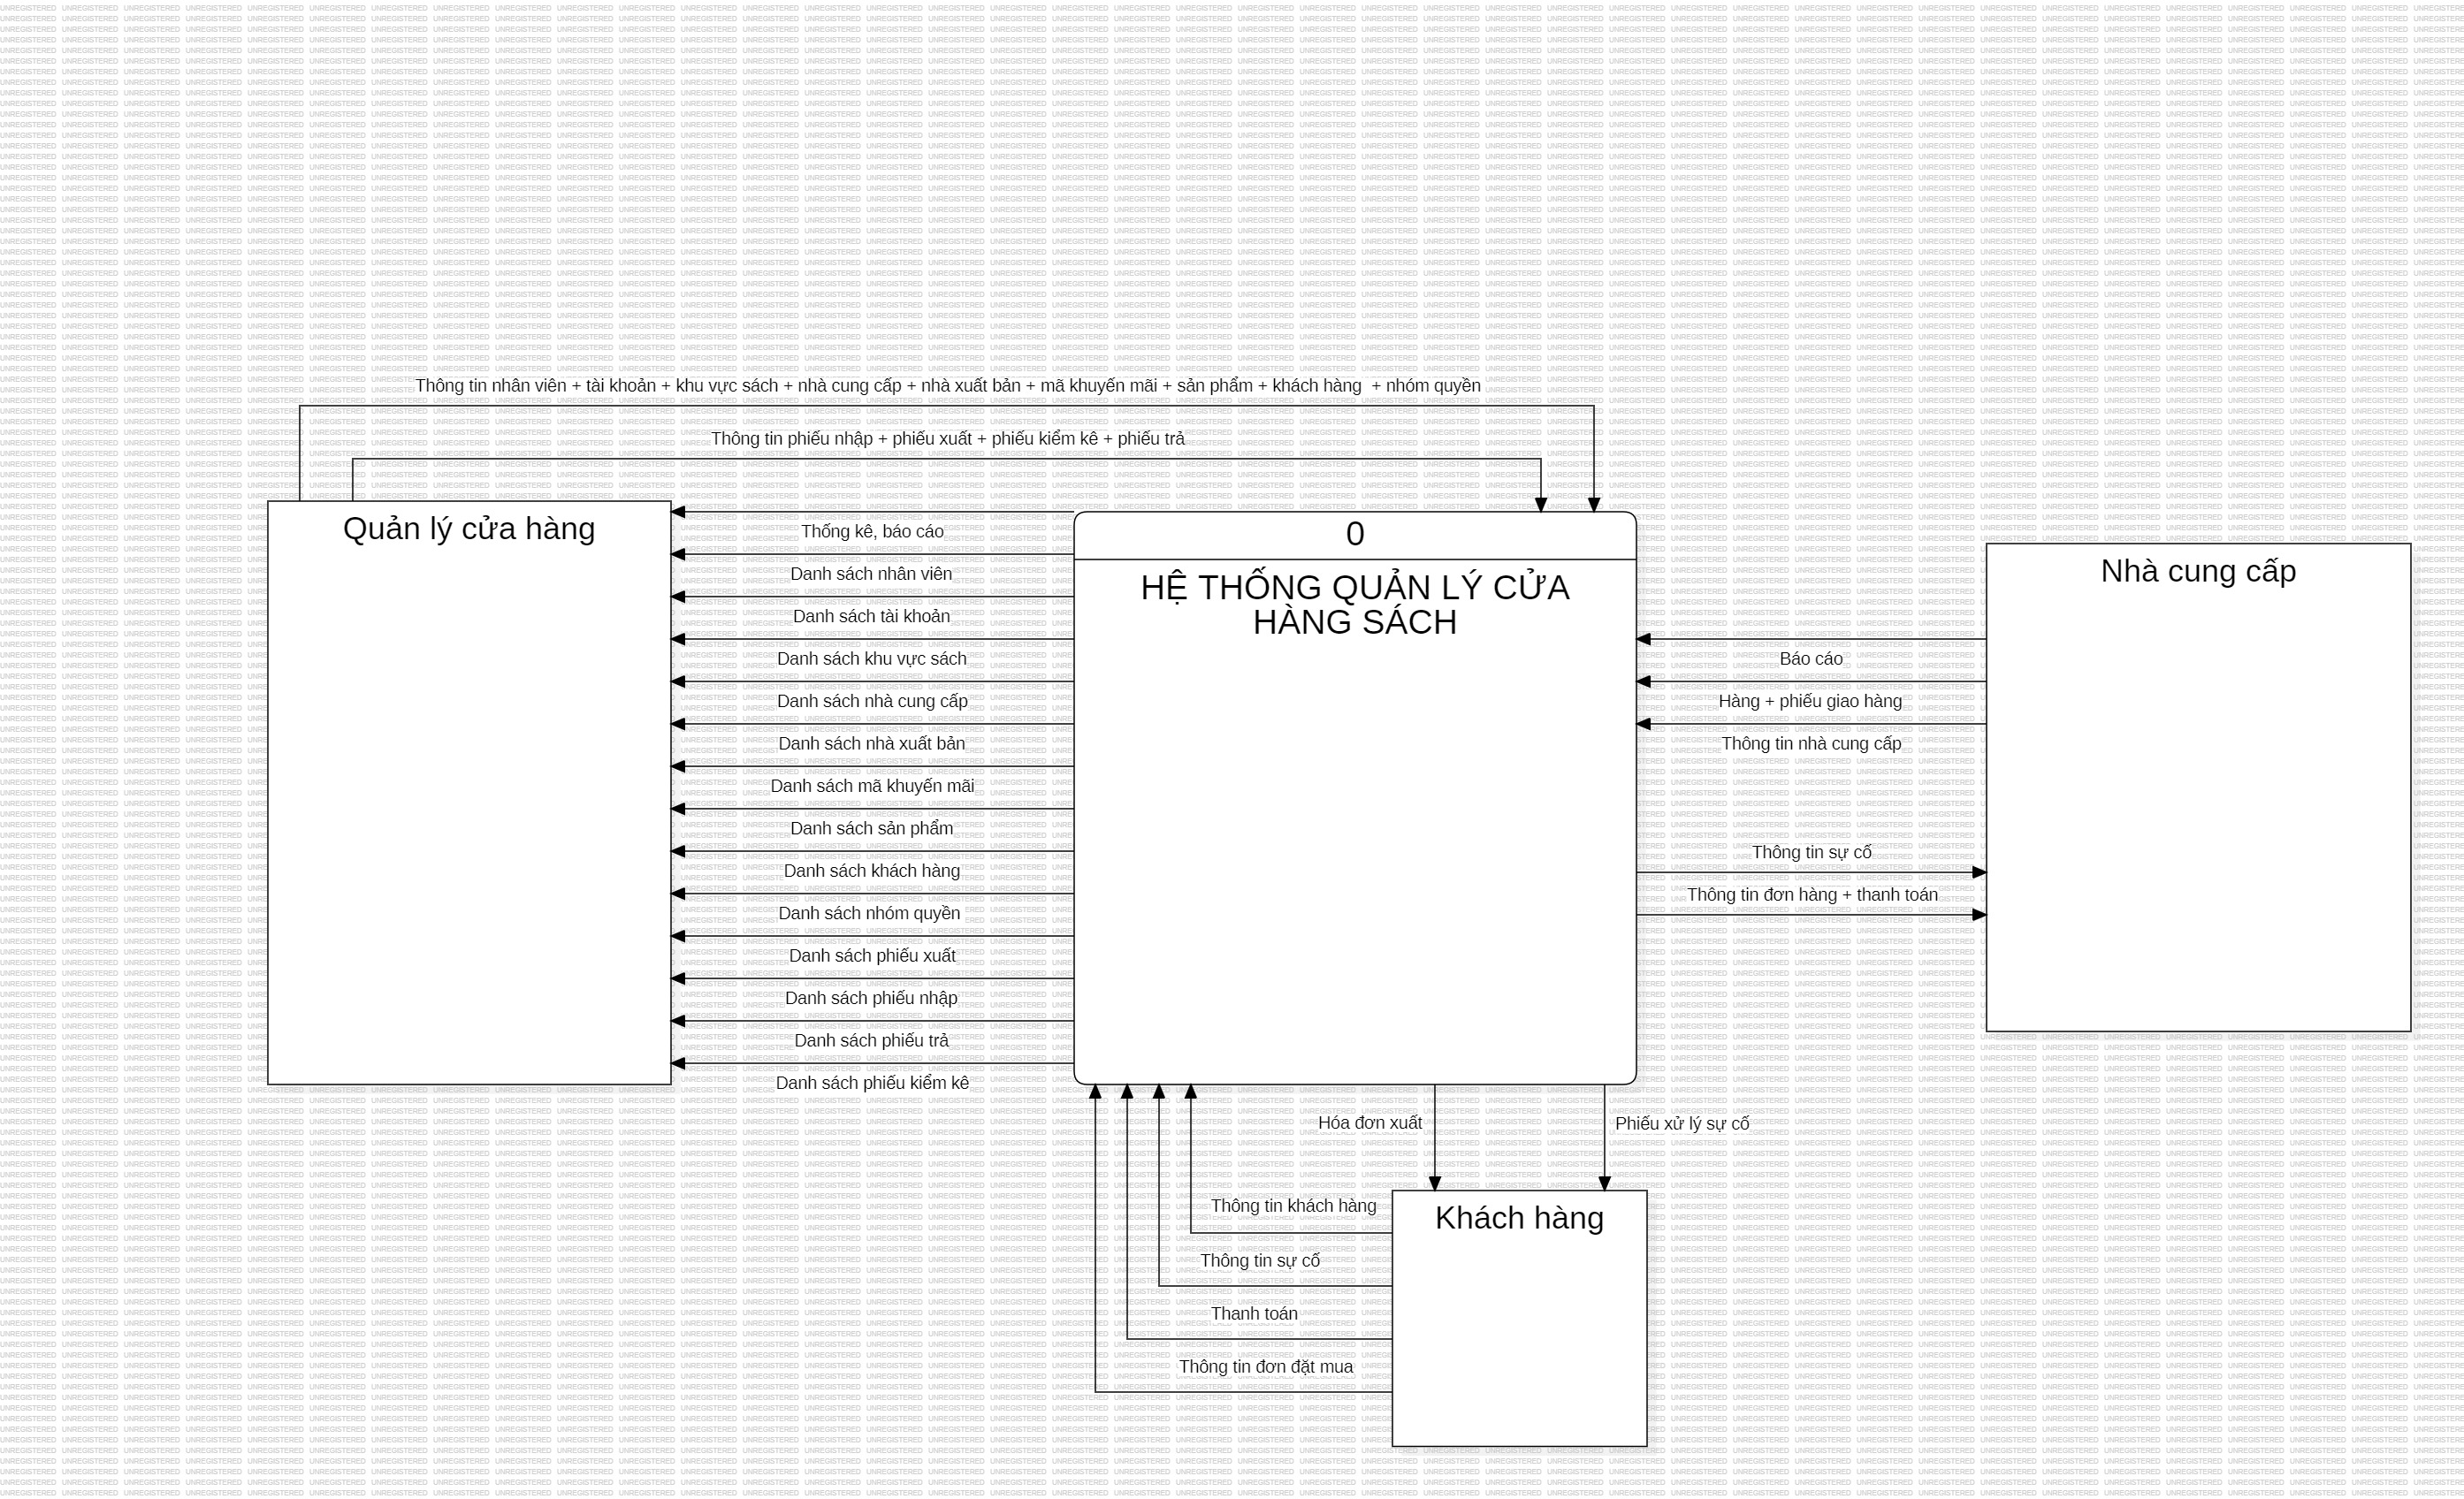 Thông tin nhân viên + tài khoản + khu vực sách + nhà cung cấp + nhà xuất bản + mã khuyến mãi + sản phẩm + khách hàng + nhóm quyền
Thông tin phiếu nhập + phiếu xuất + phiếu kiểm kê + phiếu trả
Quản lý cửa hàng
Thống kê, báo cáo
Danh sách nhân viên
Danh sách tài khoản
Danh sách khu vực sách
Danh sách nhà cung cấp
Danh sách nhà xuất bản
Danh sách mã khuyến mãi
Danh sách sản phẩm
Danh sách khách hàng
Danh sách nhóm quyền
Danh sách phiếu xuất
Danh sách phiếu nhập
Danh sách phiếu trả
Danh sách phiếu kiểm kê
0
HỆ THỐNG QUẢN LÝ CỬA
HÀNG SÁCH
Nhà cung cấp
Báo cáo
Hàng + phiếu giao hàng
Thông tin nhà cung cấp
Thông tin sự cố
Thông tin đơn hàng + thanh toán
Hóa đơn xuất
Phiếu xử lý sự cố
Khách hàng
Thông tin khách hàng
Thông tin sự cố
Thanh toán
Thông tin đơn đặt mua
UNREGISTERED